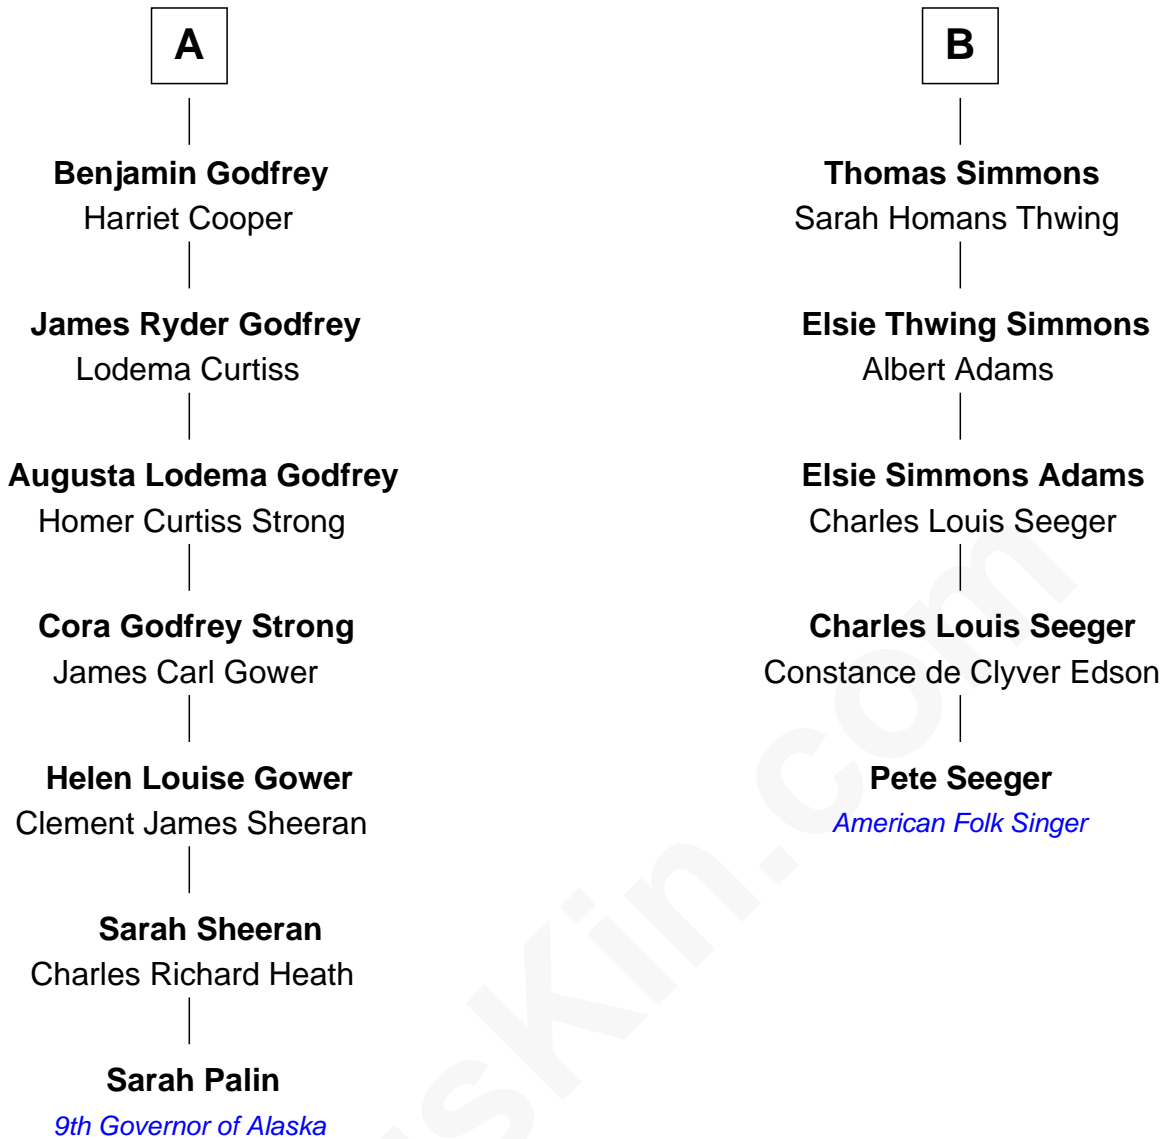 A
Benjamin Godfrey
Harriet Cooper
James Ryder Godfrey
Lodema Curtiss
Augusta Lodema Godfrey
Homer Curtiss Strong
Cora Godfrey Strong
James Carl Gower
Helen Louise Gower
Clement James Sheeran
Sarah Sheeran
Charles Richard Heath
Sarah Palin
9th Governor of Alaska
B
Thomas Simmons
Sarah Homans Thwing
Elsie Thwing Simmons
Albert Adams
Elsie Simmons Adams
Charles Louis Seeger
Charles Louis Seeger
Constance de Clyver Edson
Pete Seeger
American Folk Singer
usKin.com